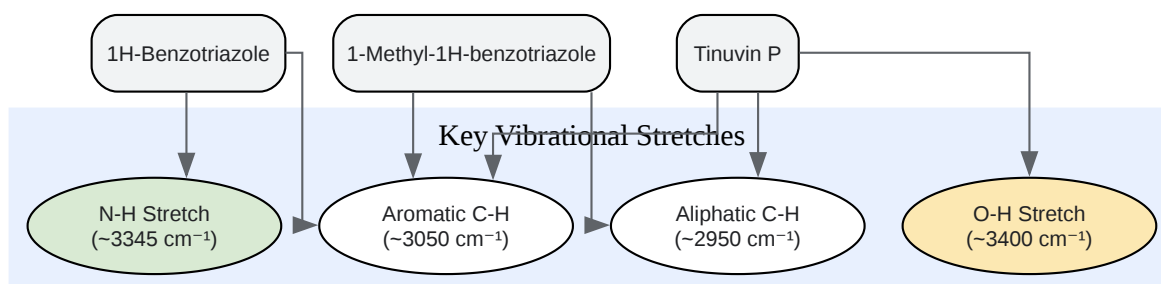 1H-Benzotriazole
1-Methyl-1H-benzotriazole
Tinuvin P
Key Vibrational Stretches
N-H Stretch
(~3345 cm⁻¹)
Aromatic C-H
(~3050 cm⁻¹)
Aliphatic C-H
(~2950 cm⁻¹)
O-H Stretch
(~3400 cm⁻¹)